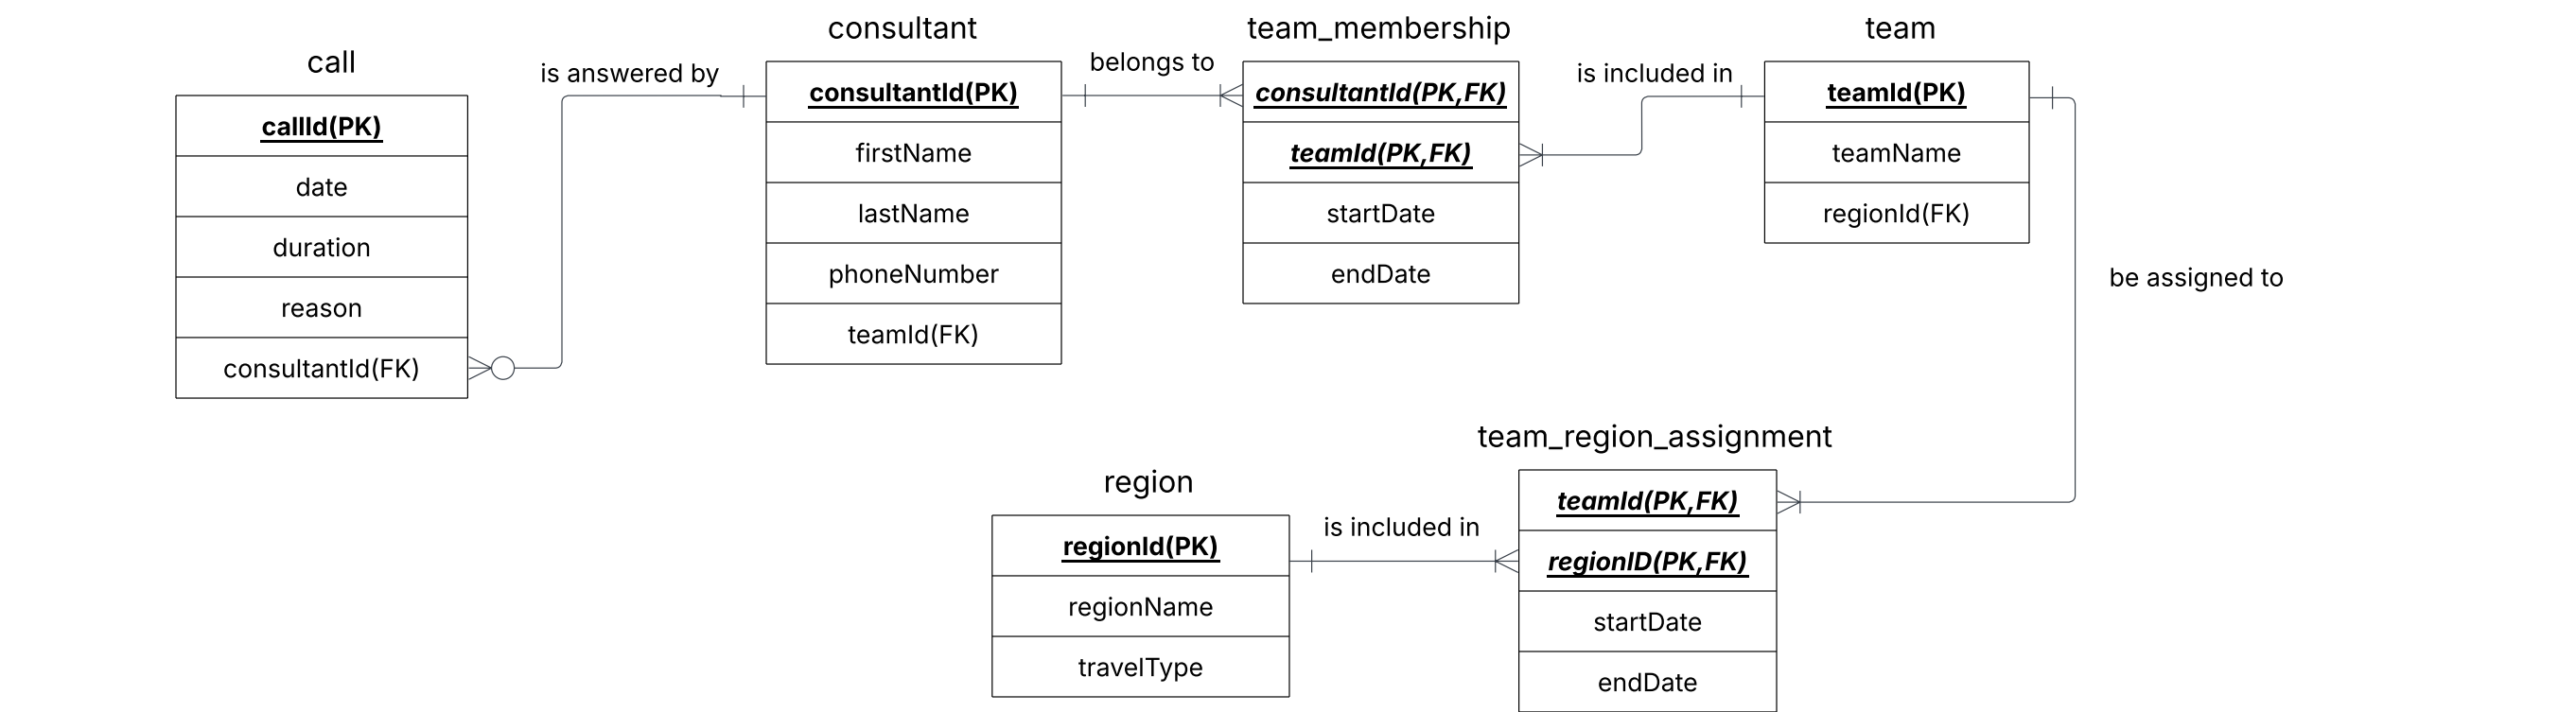 call
callId(PK)
date
duration
reason
consultantId(FK)
is answered by
consultant
consultantId(PK)
firstName
lastName
phoneNumber
teamId(FK)
belongs to
team_membership
consultantId(PK,FK)
teamId(PK,FK)
startDate
endDate
is included in
team
teamId(PK)
teamName
regionId(FK)
be assigned to
region
regionId(PK)
regionName
travelType
is included in
team_region_assignment
teamId(PK,FK)
regionID(PK,FK)
startDate
endDate